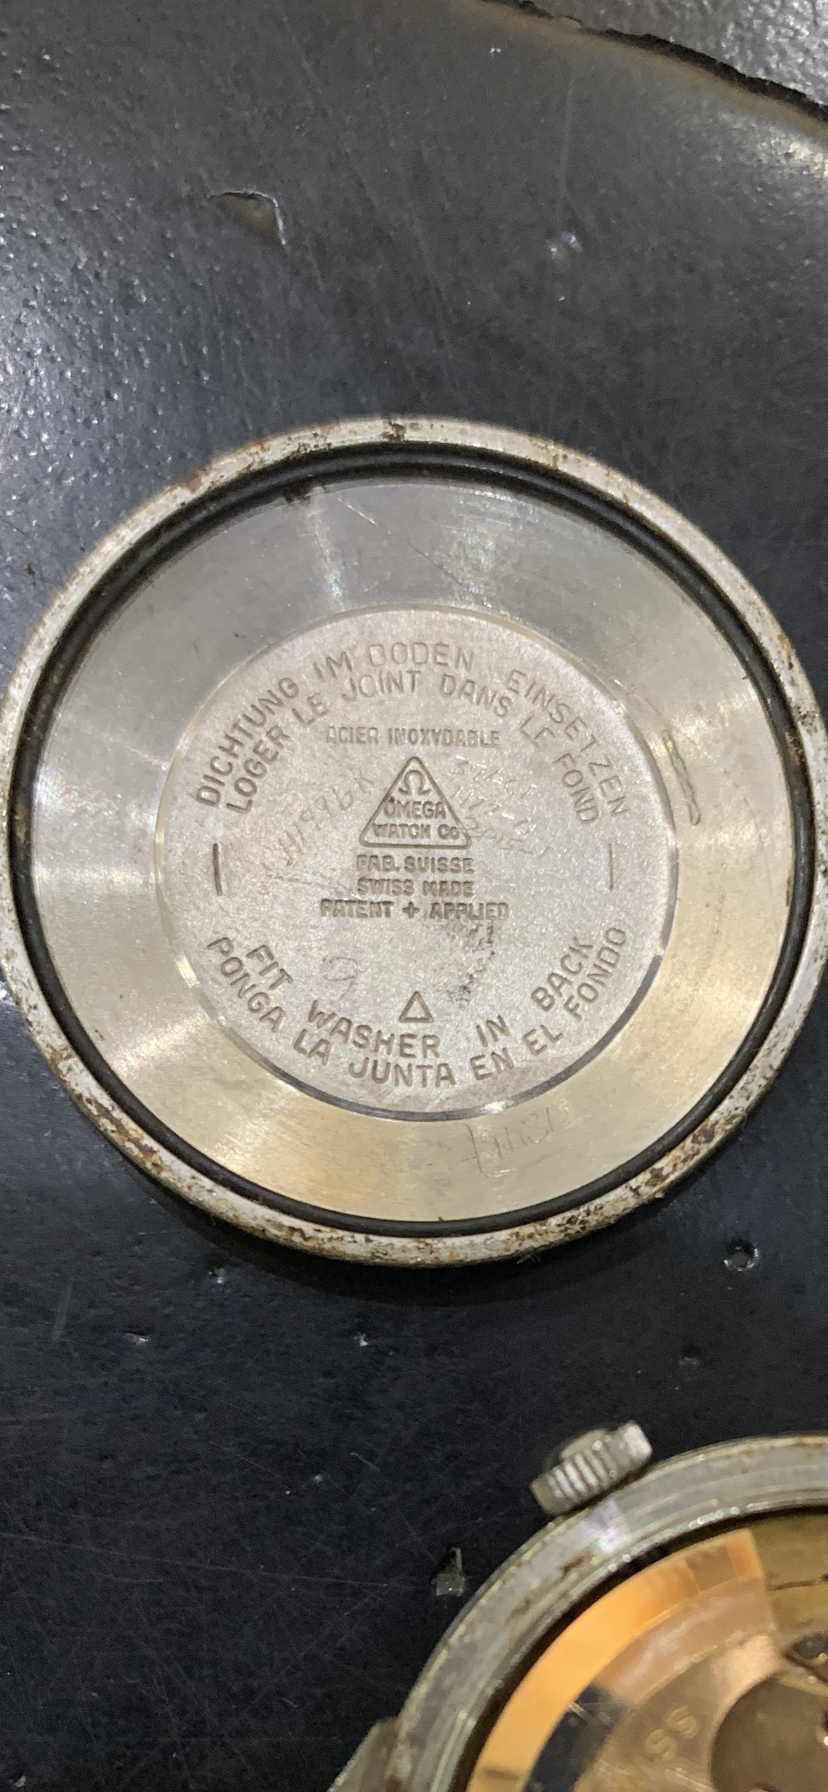 DICHTUNG IM BODEN EINSETZEN
LOGER LE JOINT DANS LE FOND
ACIER INOXYDABLE
Ω
OMEGA
WATCH Co
FAB. SUISSE
SWISS MADE
PATENT + APPLIED
FIT WASHER IN BACK
PONGA LA JUNTA EN EL FONDO